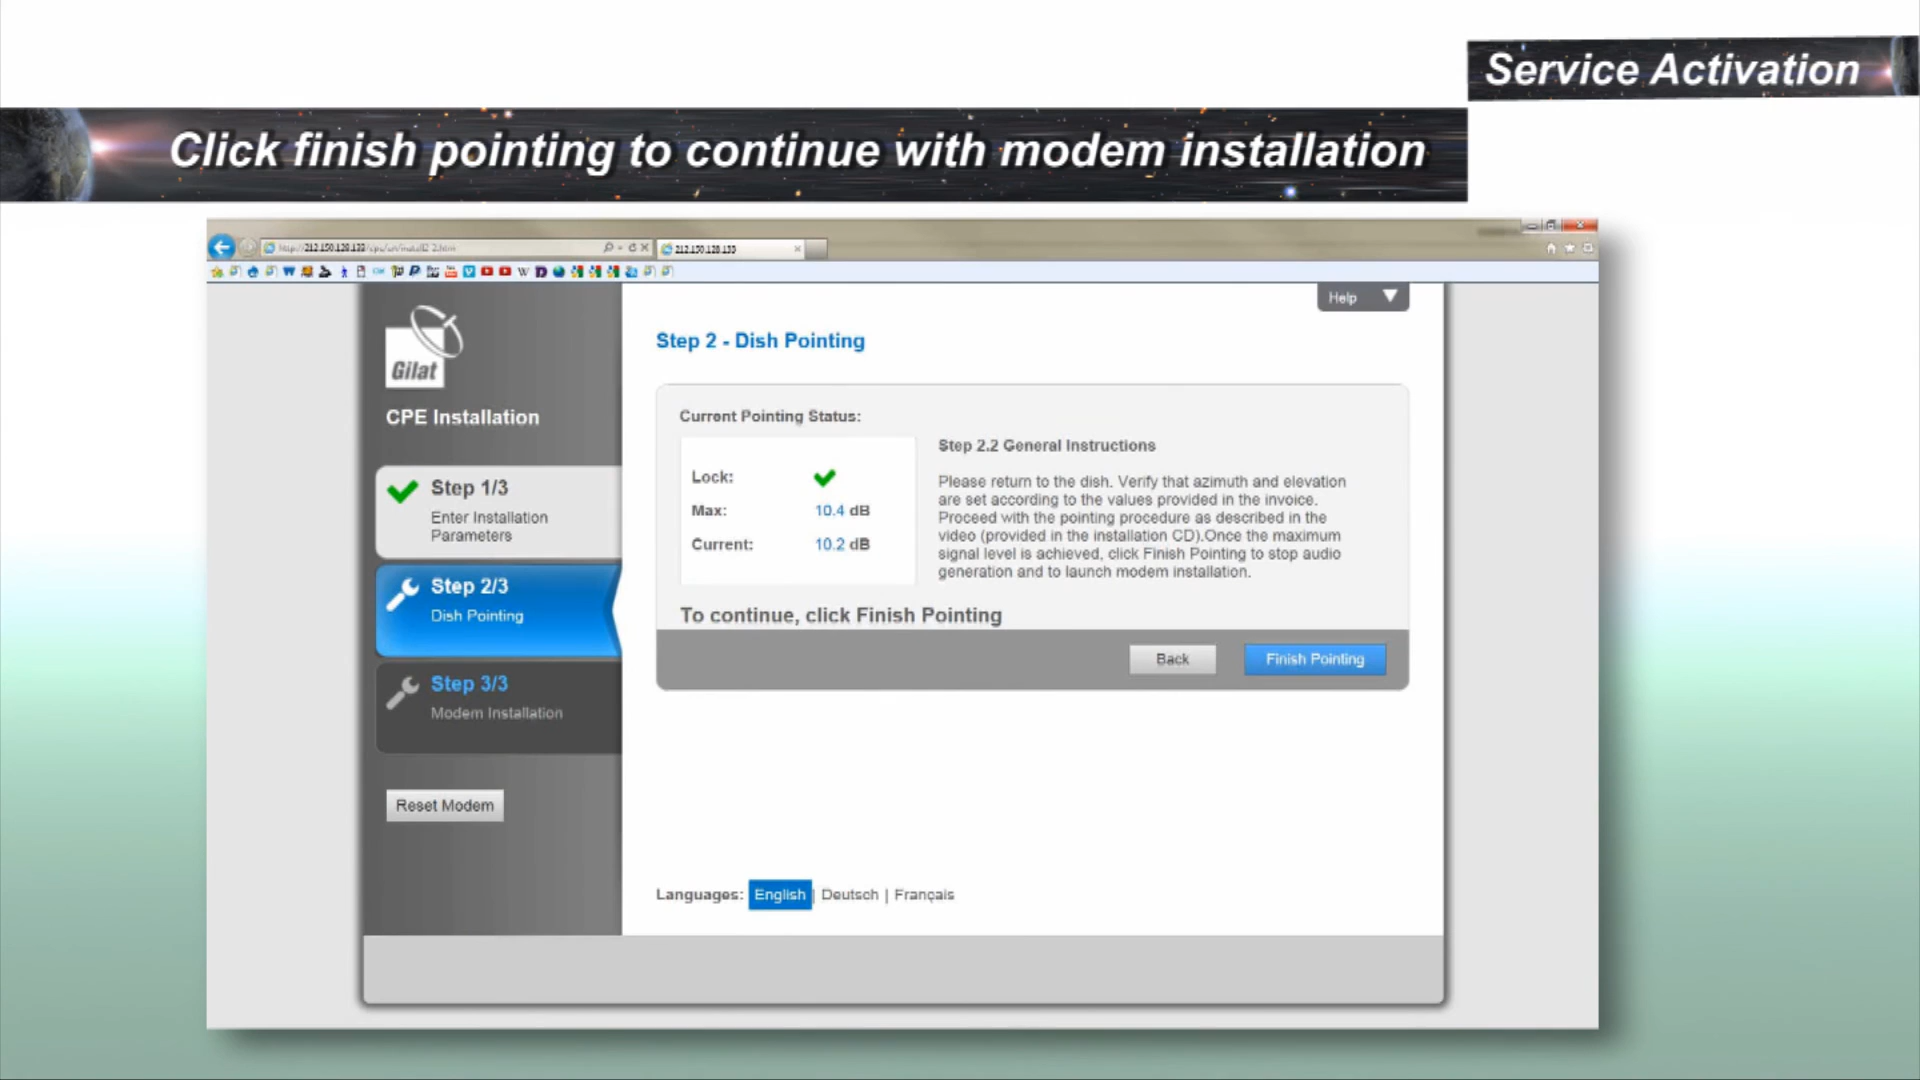 Service Activation
Click finish pointing to continue with modem installation
212.150.128.133
Help
Gilat
CPE Installation
Step 1/3
Enter Installation
Parameters
Step 2/3
Dish Pointing
Step 3/3
Modem Installation
Reset Modem
Step 2 - Dish Pointing
Current Pointing Status:
Lock:
Max: 10.4 dB
Current: 10.2 dB
Step 2.2 General Instructions
Please return to the dish. Verify that azimuth and elevation
are set according to the values provided in the invoice.
Proceed with the pointing procedure as described in the
video (provided in the installation CD).Once the maximum
signal level is achieved, click Finish Pointing to stop audio
generation and to launch modem installation.
To continue, click Finish Pointing
Back
Finish Pointing
Languages: English | Deutsch | Français